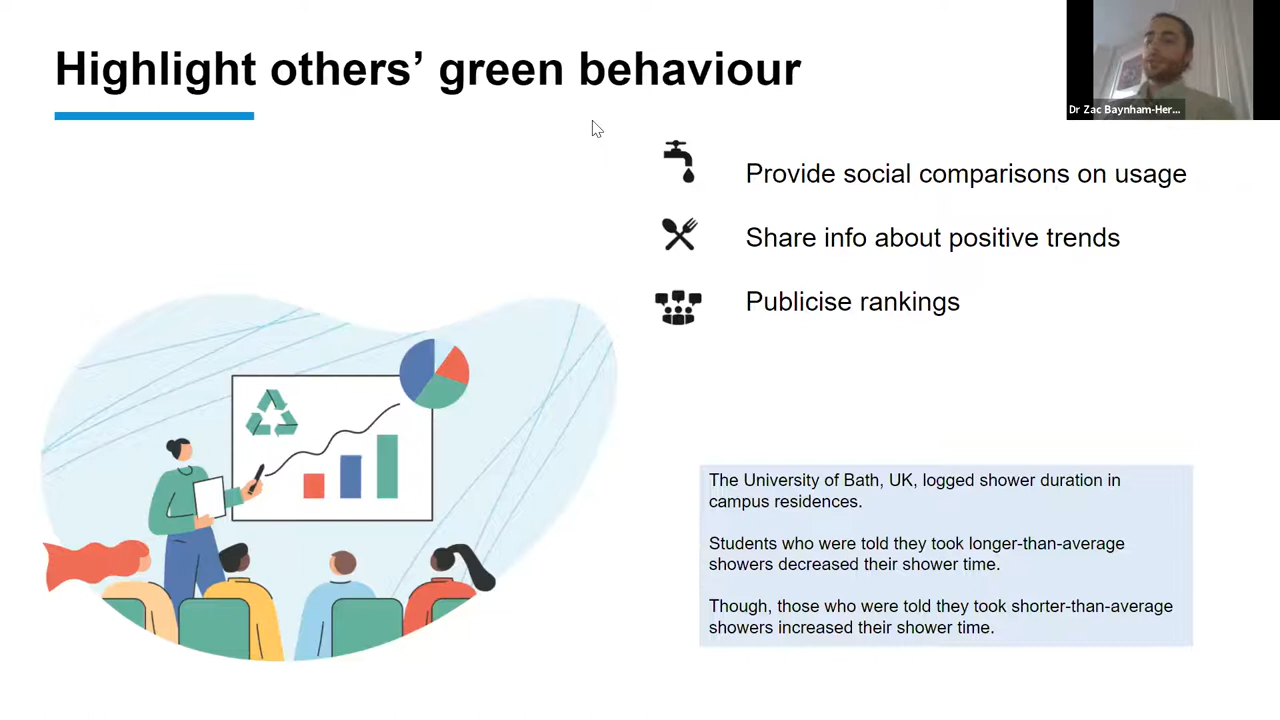 Highlight others’ green behaviour
Dr Zac Baynham-Her...
Provide social comparisons on usage
Share info about positive trends
Publicise rankings
The University of Bath, UK, logged shower duration in
campus residences.
Students who were told they took longer-than-average
showers decreased their shower time.
Though, those who were told they took shorter-than-average
showers increased their shower time.